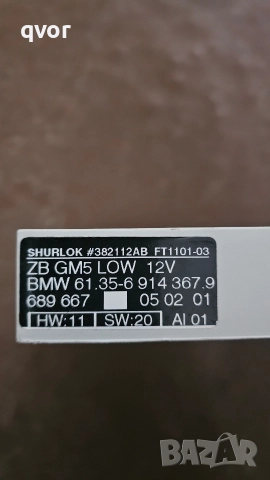 qvor
SHURLOK #382112AB FT1101-03
ZB GM5 LOW 12V
BMW 61.35-6 914 367.9
689 667 05 02 01
HW:11 SW:20 AI 01
BAZAR